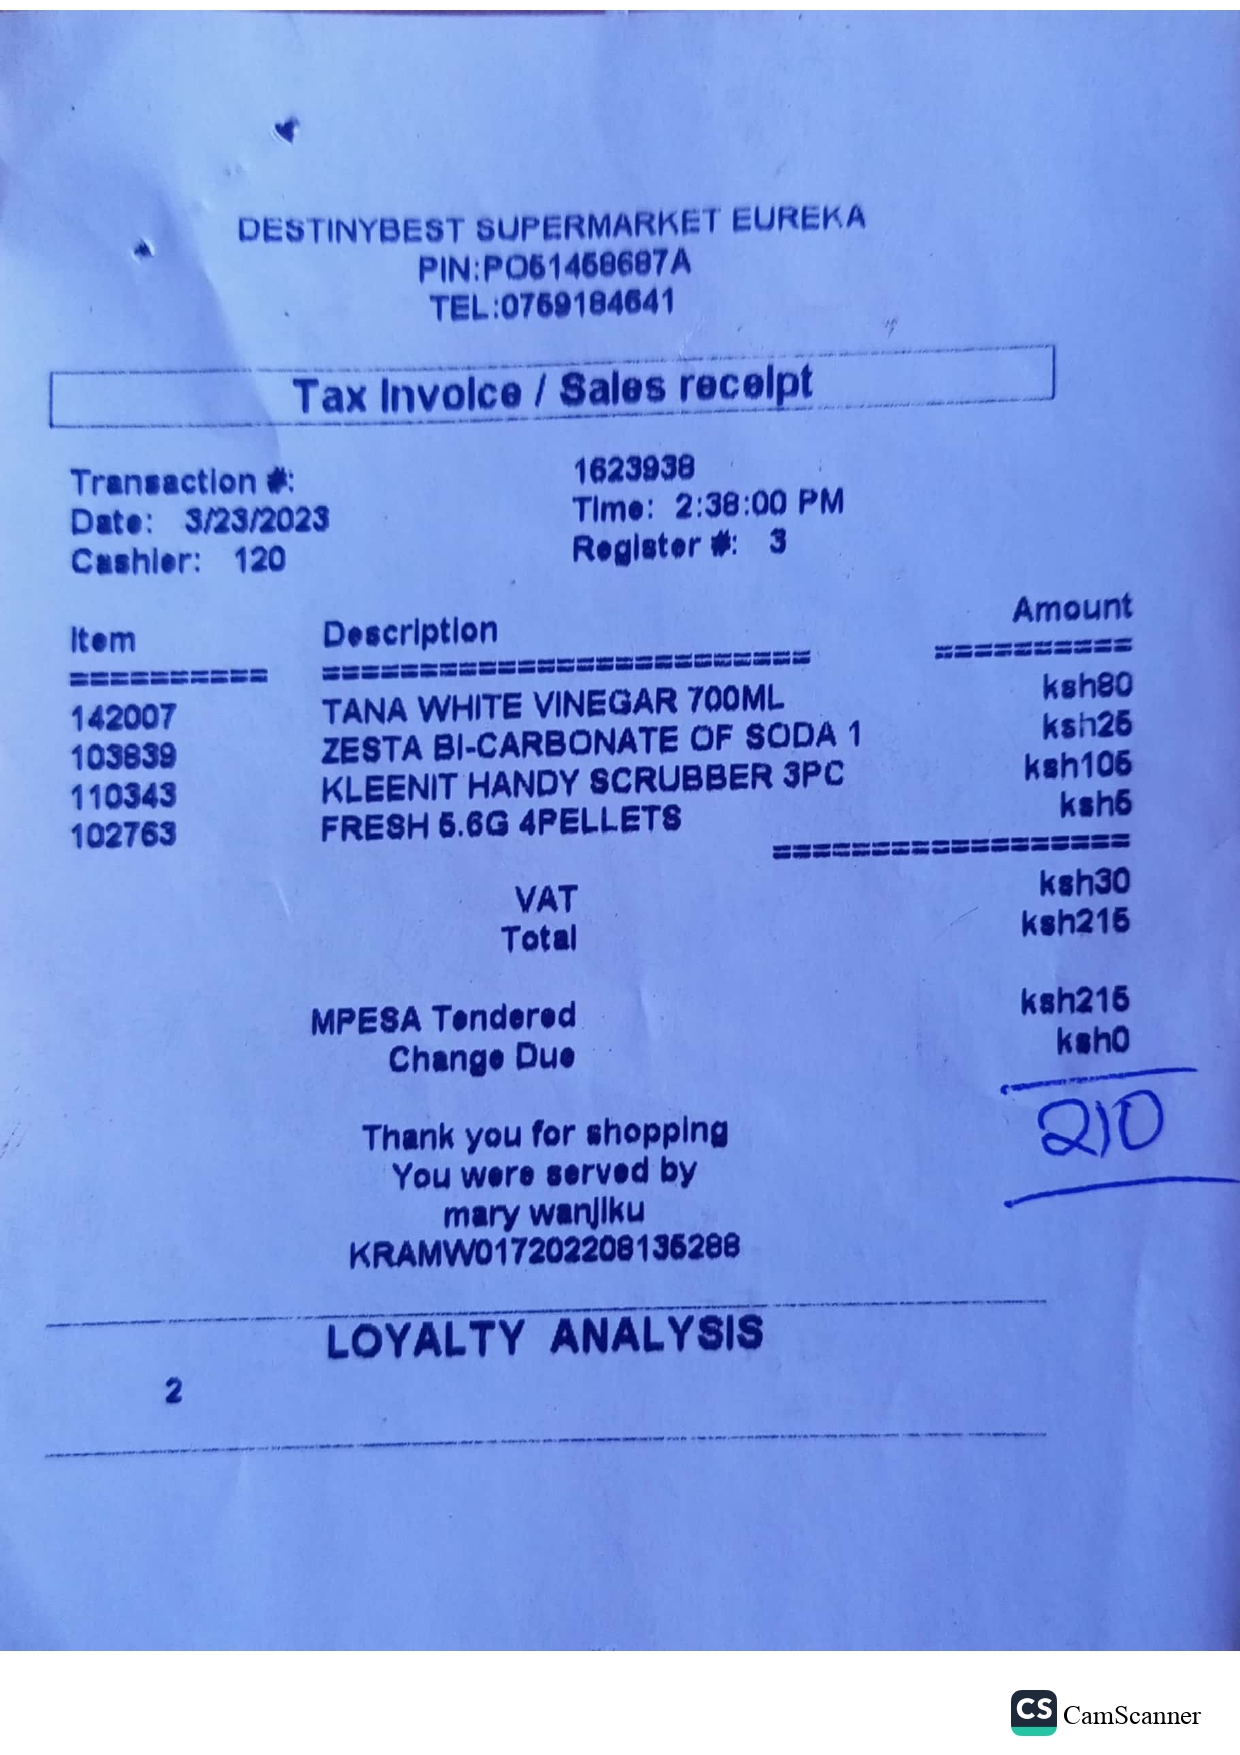 DESTINYBEST SUPERMARKET EUREKA
PIN:PO51458687A
TEL:0759184541
Tax Invoice / Sales receipt
Transaction #: 1623938
Date: 3/23/2023 Time: 2:38:00 PM
Cashier: 120 Register #: 3
Item Description Amount
========== ========================= ==========
142007 TANA WHITE VINEGAR 700ML ksh80
103839 ZESTA BI-CARBONATE OF SODA 1 ksh25
110343 KLEENIT HANDY SCRUBBER 3PC ksh105
102763 FRESH 5.6G 4PELLETS ksh5
==================
VAT ksh30
Total ksh215
MPESA Tendered ksh215
Change Due ksh0
210
Thank you for shopping
You were served by
mary wanjiku
KRAMW017202208135288
LOYALTY ANALYSIS
2
CS CamScanner